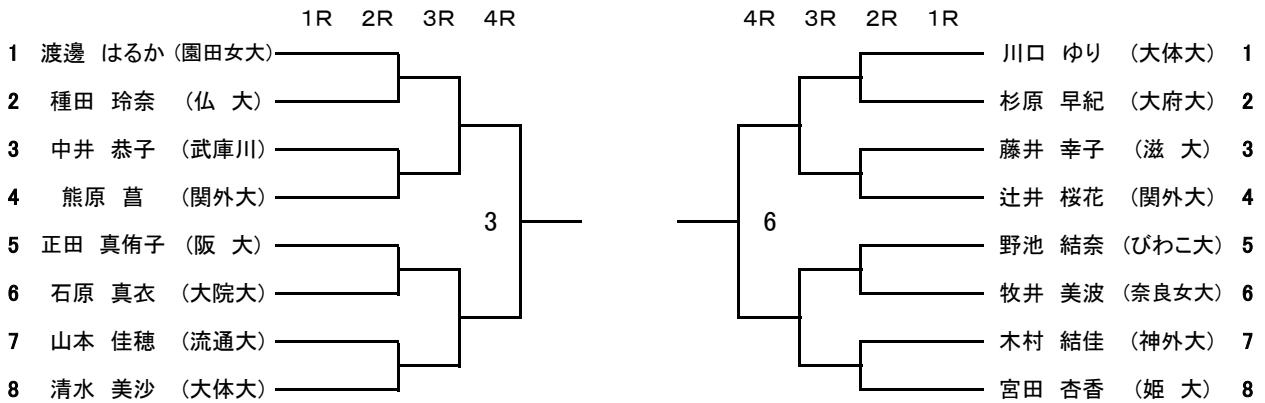 1R 2R 3R 4R 4R 3R 2R 1R
1 渡邊 はるか (園田女大) 川口 ゆり (大体大) 1
2 種田 玲奈 (仏 大) 杉原 早紀 (大府大) 2
3 中井 恭子 (武庫川) 藤井 幸子 (滋 大) 3
4 熊原 菖 (関外大) 辻井 桜花 (関外大) 4
3 6
5 正田 真侑子 (阪 大) 野池 結奈 (びわこ大) 5
6 石原 真衣 (大院大) 牧井 美波 (奈良女大) 6
7 山本 佳穂 (流通大) 木村 結佳 (神外大) 7
8 清水 美沙 (大体大) 宮田 杏香 (姫 大) 8